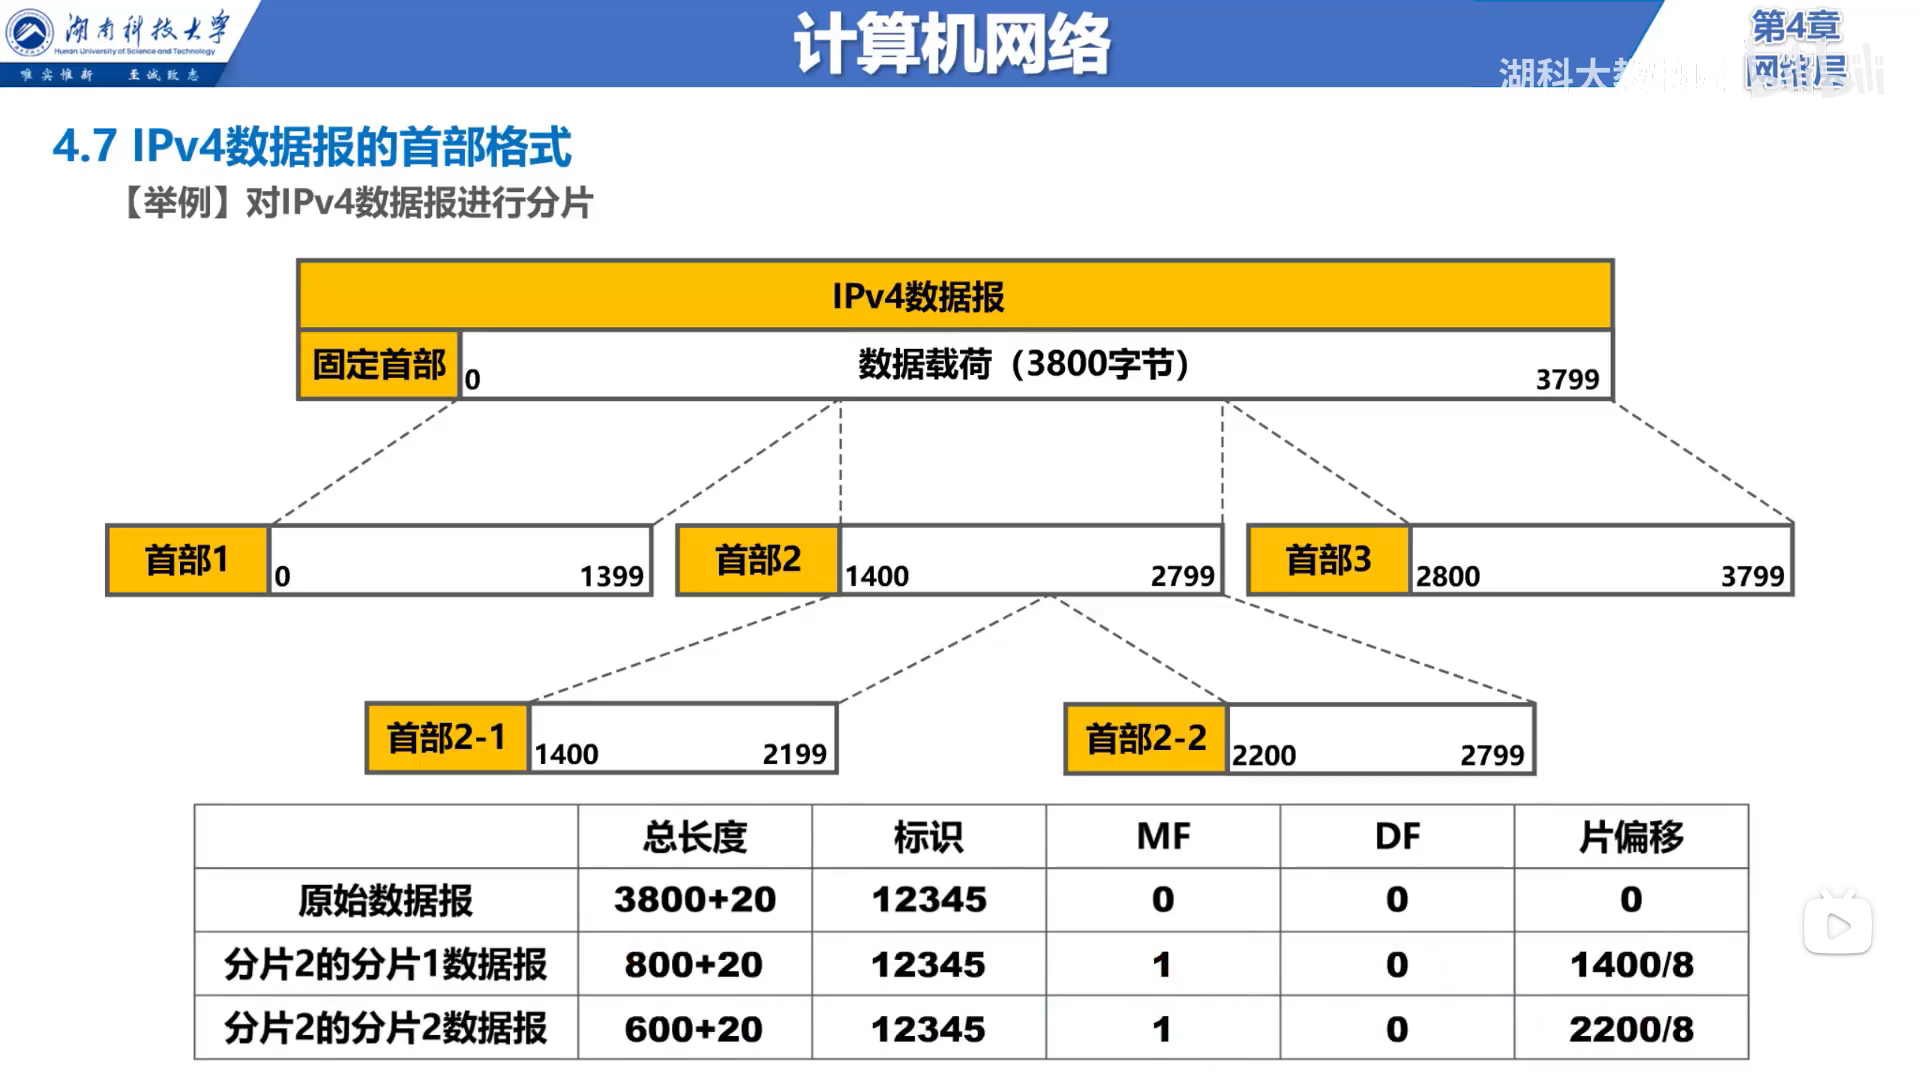 湖南科技大学
Hunan University of Science and Technology
唯实惟新 至诚致志
计算机网络
第4章
网络层
湖科大教
4.7 IPv4数据报的首部格式
【举例】对IPv4数据报进行分片
IPv4数据报
固定首部 0 数据载荷（3800字节） 3799
首部1 0 1399 首部2 1400 2799 首部3 2800 3799
首部2-1 1400 2199 首部2-2 2200 2799
总长度 标识 MF DF 片偏移
原始数据报 3800+20 12345 0 0 0
分片2的分片1数据报 800+20 12345 1 0 1400/8
分片2的分片2数据报 600+20 12345 1 0 2200/8